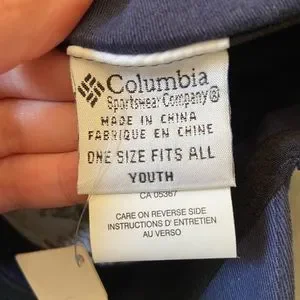 Columbia
Sportswear Company®
MADE IN CHINA
FABRIQUE EN CHINE
ONE SIZE FITS ALL
YOUTH
CA 05367
CARE ON REVERSE SIDE
INSTRUCTIONS D'ENTRETIEN
AU VERSO